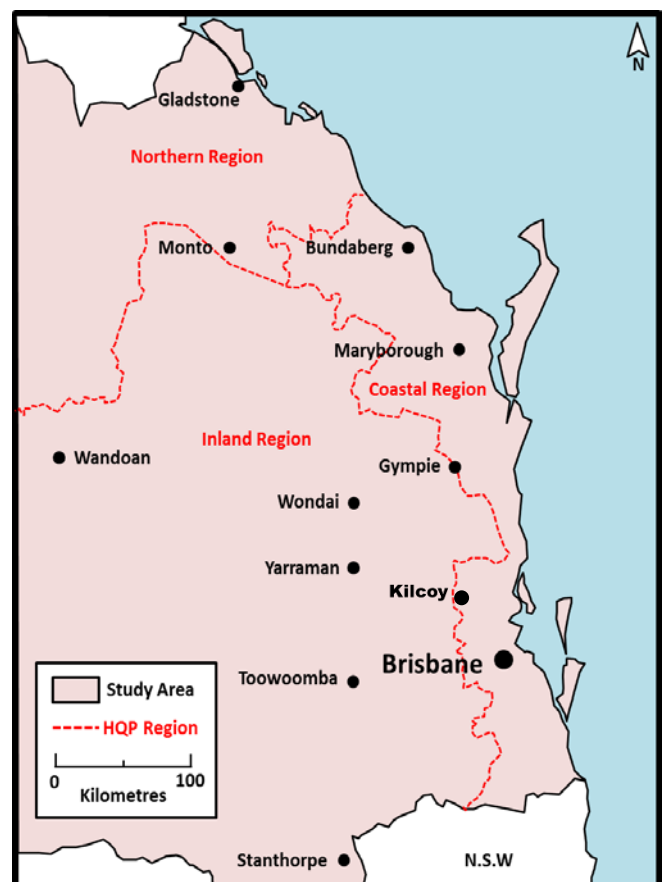 N
Gladstone
Northern Region
Monto
Bundaberg
Maryborough
Coastal Region
Inland Region
Wandoan
Gympie
Wondai
Yarraman
Kilcoy
Brisbane
Toowoomba
Study Area
HQP Region
0 100
Kilometres
Stanthorpe
N.S.W